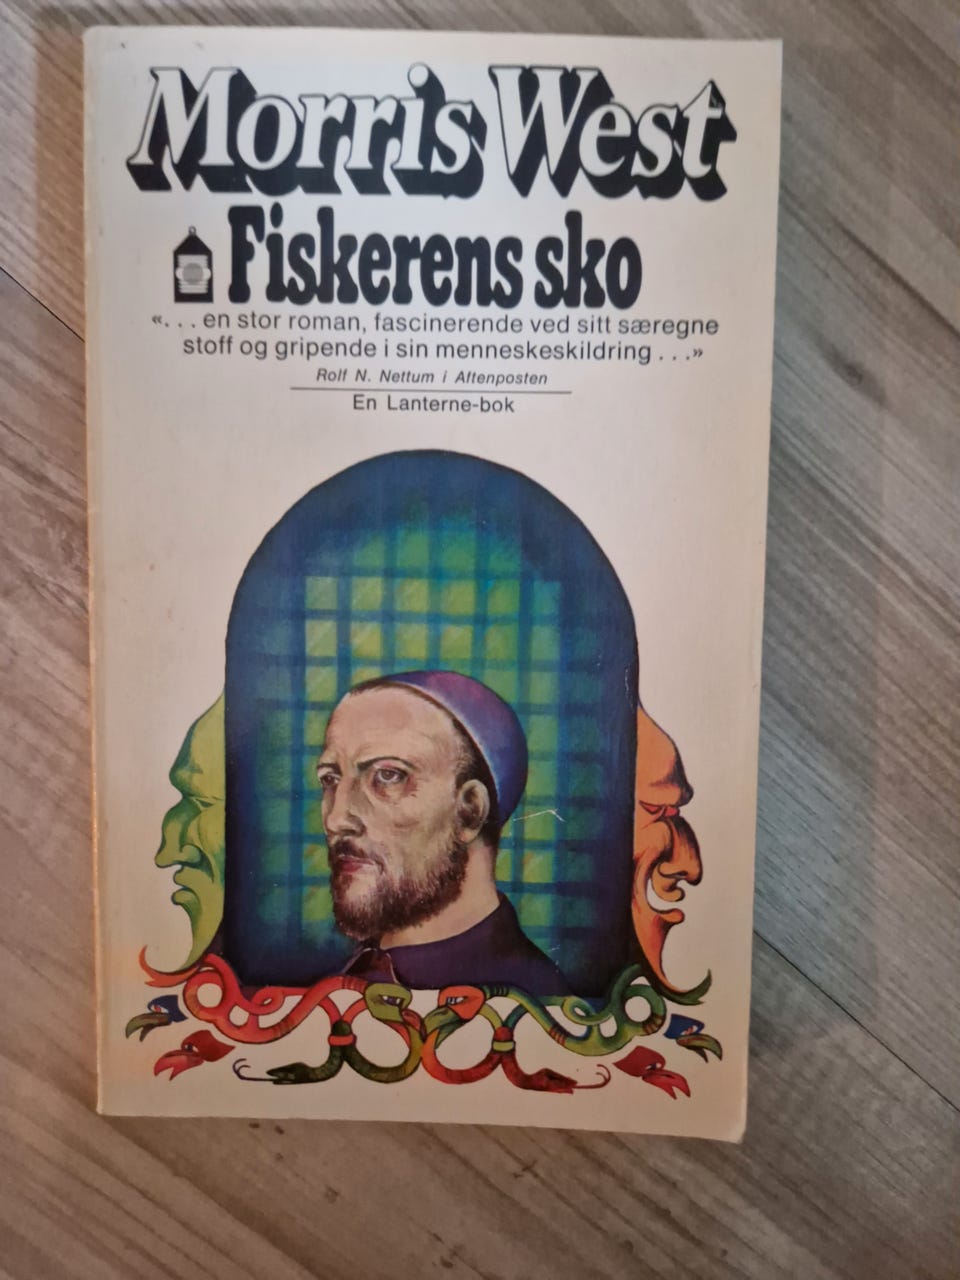 Morris West
Fiskerens sko
«. . . en stor roman, fascinerende ved sitt særegne
stoff og gripende i sin menneskeskildring . . .»
Rolf N. Nettum i Aftenposten
En Lanterne-bok